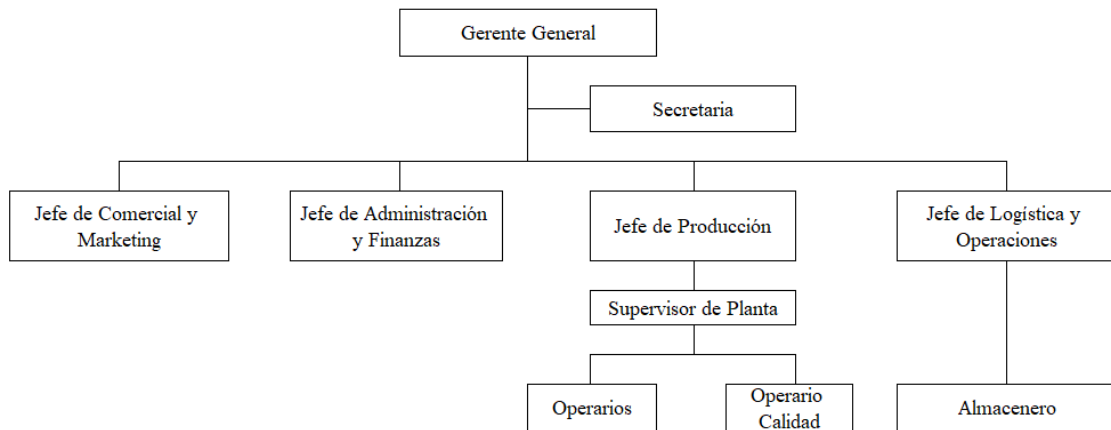 Gerente General
Secretaria
Jefe de Comercial y
Marketing
Jefe de Administración
y Finanzas
Jefe de Producción
Jefe de Logística y
Operaciones
Supervisor de Planta
Operarios
Operario
Calidad
Almacenero